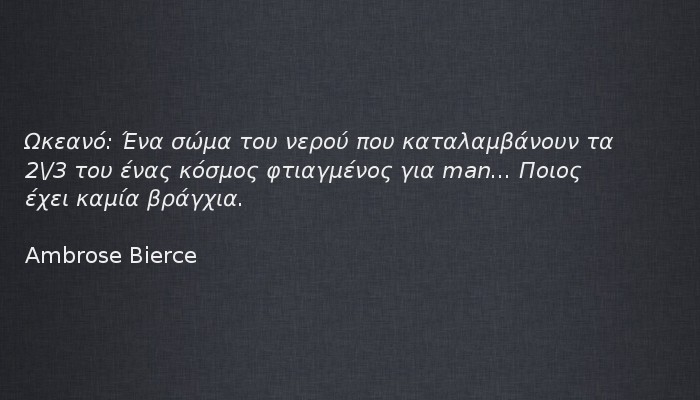 Ωκεανό: Ένα σώμα του νερού που καταλαμβάνουν τα
2\/3 του ένας κόσμος φτιαγμένος για man... Ποιος
έχει καμία βράγχια.
Ambrose Bierce